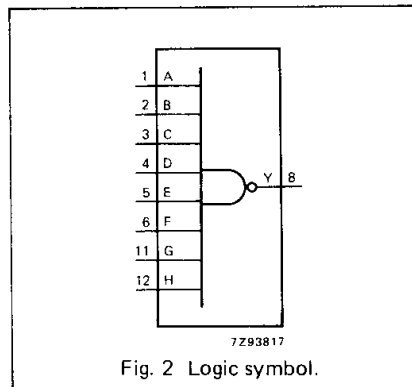 1 A
2 B
3 C
4 D
5 E
6 F
11 G
12 H
Y 8
7Z93817
Fig. 2 Logic symbol.